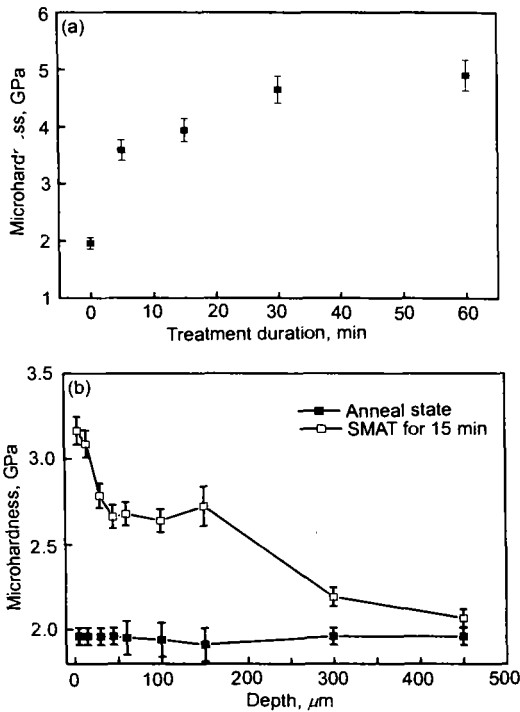 (a)
6
5
4
3
2
1
GPa
0 10 20 30 40 50 60
Treatment duration, min
Microhardness, GPa
(b)
3.5
3.0
2.5
2.0
Anneal state
SMAT for 15 min
0 100 200 300 400 500
Depth, μm